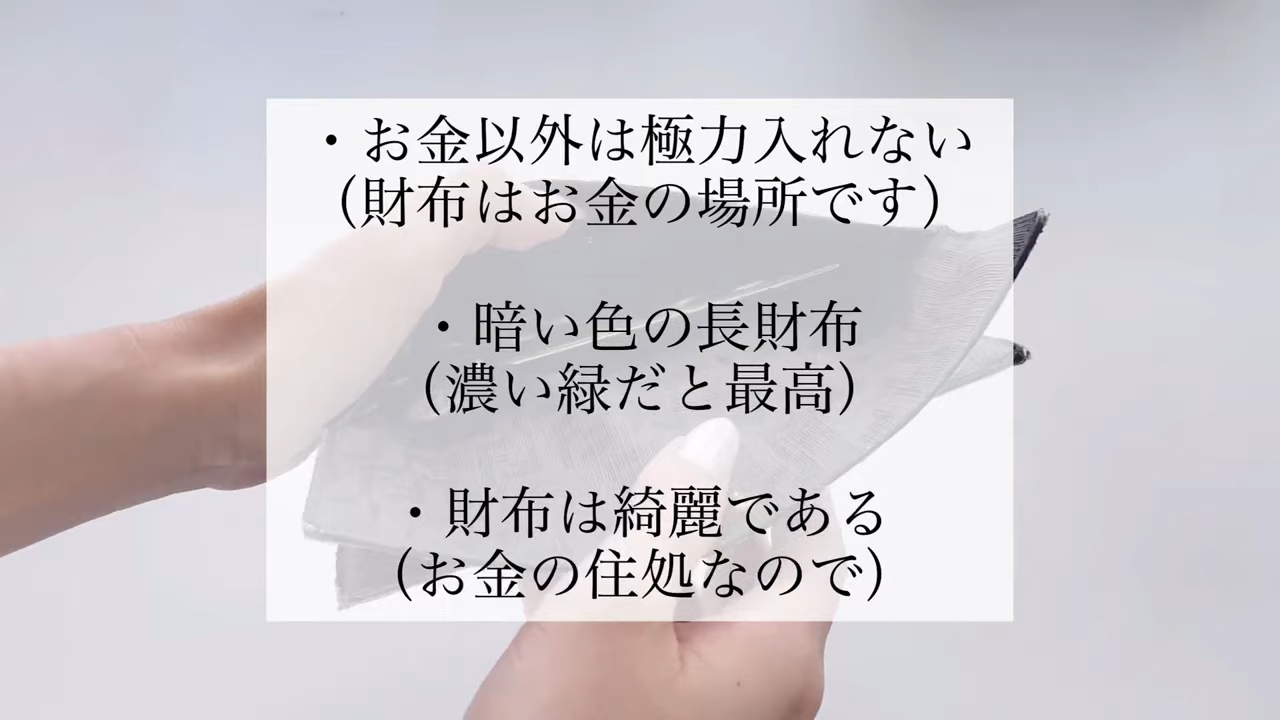 ・お金以外は極力入れない
（財布はお金の場所です）
・暗い色の長財布
（濃い緑だと最高）
・財布は綺麗である
（お金の住処なので）